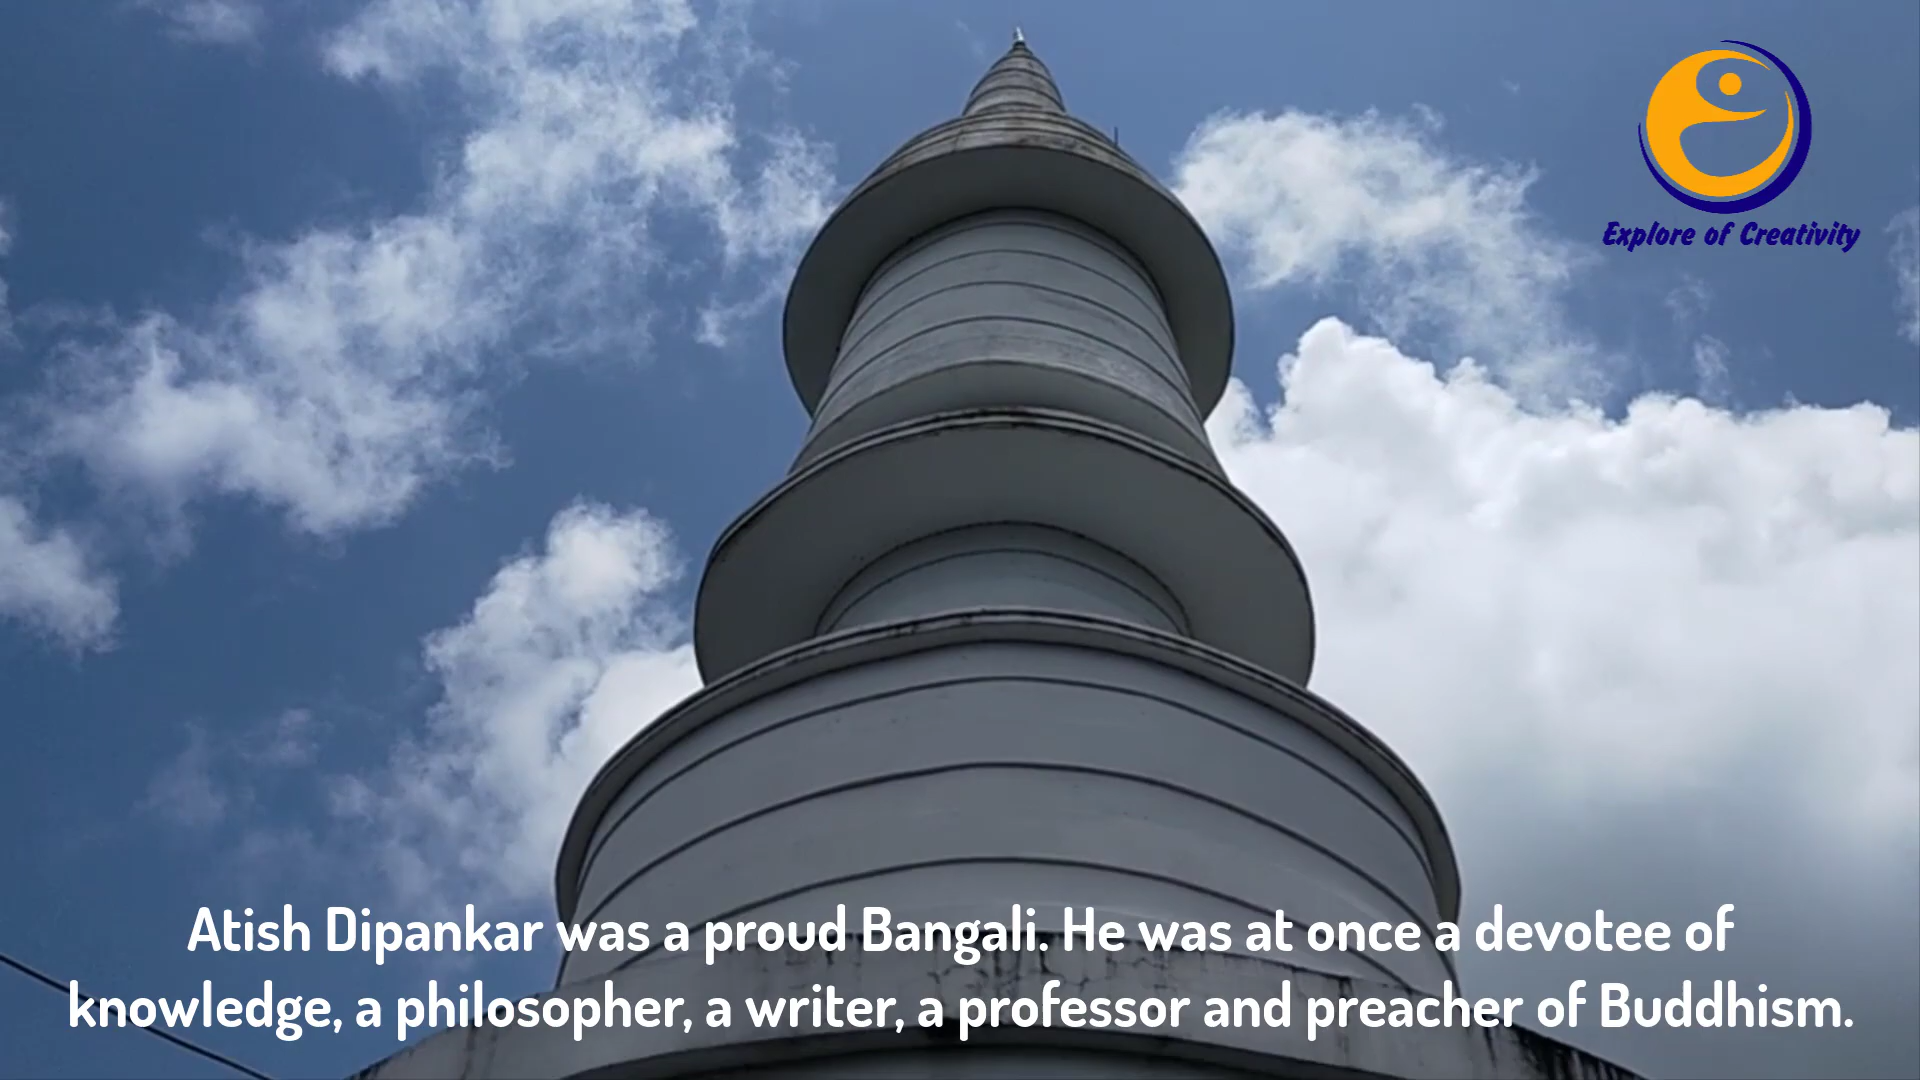 Explore of Creativity
Atish Dipankar was a proud Bangali. He was at once a devotee of
knowledge, a philosopher, a writer, a professor and preacher of Buddhism.